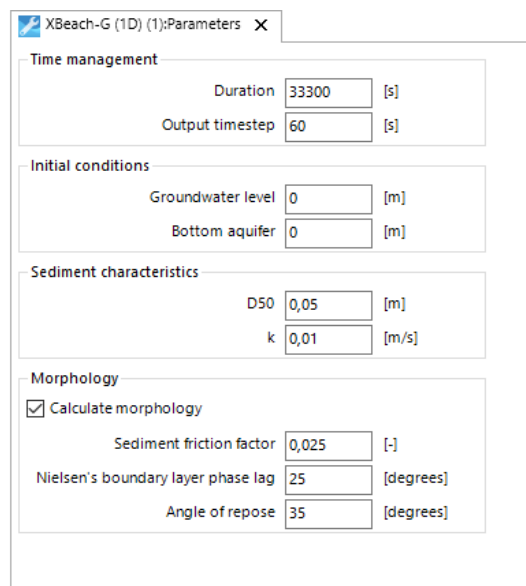 XBeach-G (1D) (1):Parameters X
Time management
Duration 33300 [s]
Output timestep 60 [s]
Initial conditions
Groundwater level 0 [m]
Bottom aquifer 0 [m]
Sediment characteristics
D50 0,05 [m]
k 0,01 [m/s]
Morphology
Calculate morphology
Sediment friction factor 0,025 [-]
Nielsen's boundary layer phase lag 25 [degrees]
Angle of repose 35 [degrees]